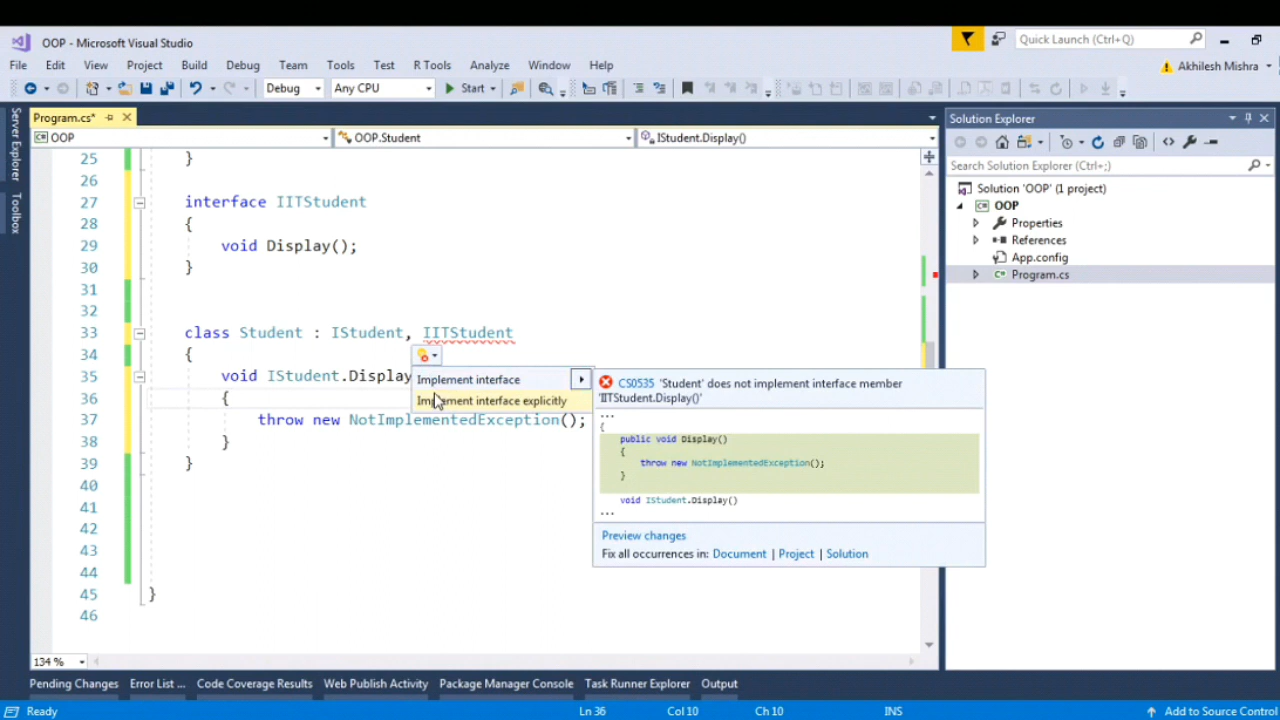 OOP - Microsoft Visual Studio
Quick Launch (Ctrl+Q)
File Edit View Project Build Debug Team Tools Test R Tools Analyze Window Help
Akhilesh Mishra
Debug Any CPU Start
Server Explorer
Toolbox
Program.cs*
OOP OOP.Student IStudent.Display()
25 }
26
27 interface IITStudent
28 {
29 void Display();
30 }
31
32
33 class Student : IStudent, IITStudent
34 {
35 void IStudent.Display
36 {
37 throw new NotImplementedException();
38 }
39 }
40
41
42
43
44
45 }
46
Implement interface
Implement interface explicitly
CS0535 'Student' does not implement interface member
'IITStudent.Display()'
...
{
public void Display()
{
throw new NotImplementedException();
}
void IStudent.Display()
...
Preview changes
Fix all occurrences in: Document | Project | Solution
Solution Explorer
Search Solution Explorer (Ctrl+;)
Solution 'OOP' (1 project)
C# OOP
Properties
References
App.config
C# Program.cs
134 %
Pending Changes Error List ... Code Coverage Results Web Publish Activity Package Manager Console Task Runner Explorer Output
Ready Ln 36 Col 10 Ch 10 INS Add to Source Control